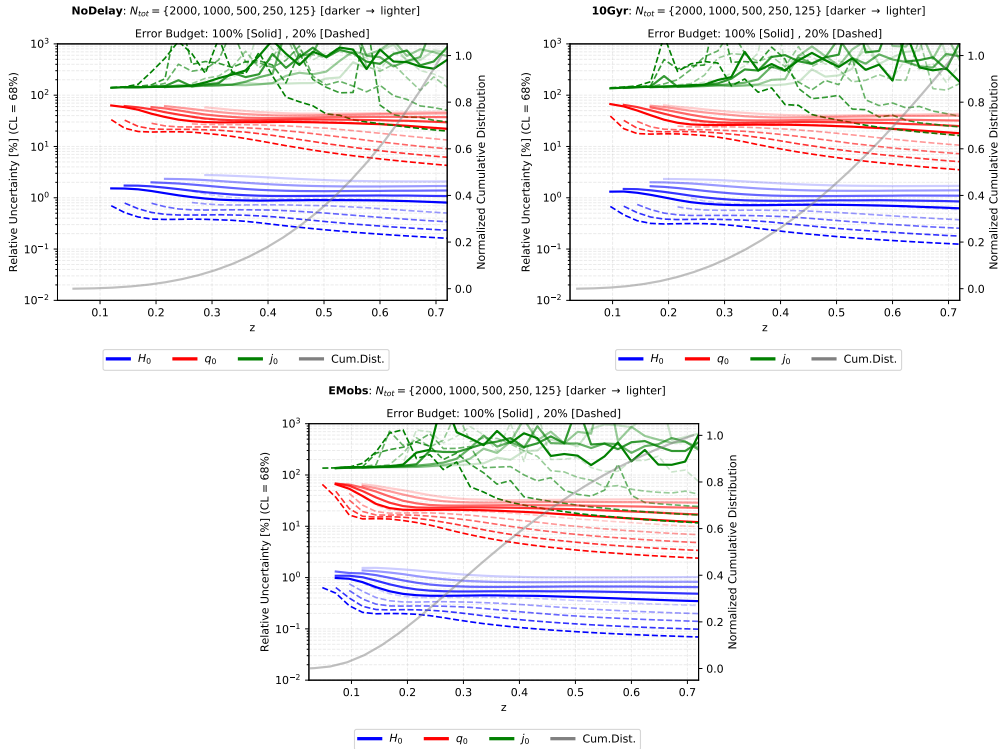 NoDelay: N_tot = {2000, 1000, 500, 250, 125} [darker → lighter]
Error Budget: 100% [Solid] , 20% [Dashed]
Relative Uncertainty [%] (CL = 68%)
10^3
10^2
10^1
10^0
10^−1
10^−2
0.1 0.2 0.3 0.4 0.5 0.6 0.7
z
1.0
0.8
0.6
0.4
0.2
0.0
Normalized Cumulative Distribution
H_0 q_0 j_0 Cum.Dist.
10Gyr: N_tot = {2000, 1000, 500, 250, 125} [darker → lighter]
Error Budget: 100% [Solid] , 20% [Dashed]
Relative Uncertainty [%] (CL = 68%)
10^3
10^2
10^1
10^0
10^−1
10^−2
0.1 0.2 0.3 0.4 0.5 0.6 0.7
z
1.0
0.8
0.6
0.4
0.2
0.0
Normalized Cumulative Distribution
H_0 q_0 j_0 Cum.Dist.
EMobs: N_tot = {2000, 1000, 500, 250, 125} [darker → lighter]
Error Budget: 100% [Solid] , 20% [Dashed]
Relative Uncertainty [%] (CL = 68%)
10^3
10^2
10^1
10^0
10^−1
10^−2
0.1 0.2 0.3 0.4 0.5 0.6 0.7
z
1.0
0.8
0.6
0.4
0.2
0.0
Normalized Cumulative Distribution
H_0 q_0 j_0 Cum.Dist.